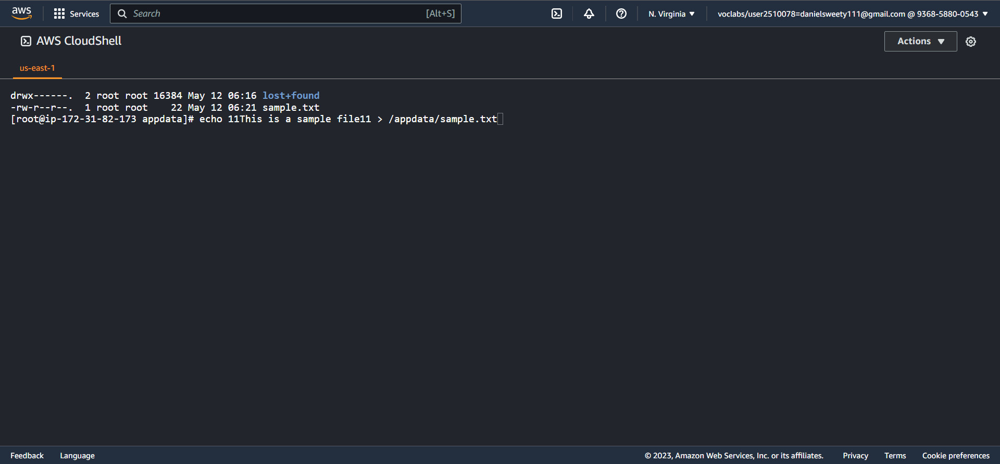 aws
Services
Search
[Alt+S]
N. Virginia
voclabs/user2510078=danielsweety111@gmail.com @ 9368-5880-0543
AWS CloudShell
Actions
us-east-1
drwx------.  2 root root 16384 May 12 06:16 lost+found
-rw-r--r--.  1 root root    22 May 12 06:21 sample.txt
[root@ip-172-31-82-173 appdata]# echo 11This is a sample file11 > /appdata/sample.txt
Feedback
Language
© 2023, Amazon Web Services, Inc. or its affiliates.
Privacy
Terms
Cookie preferences